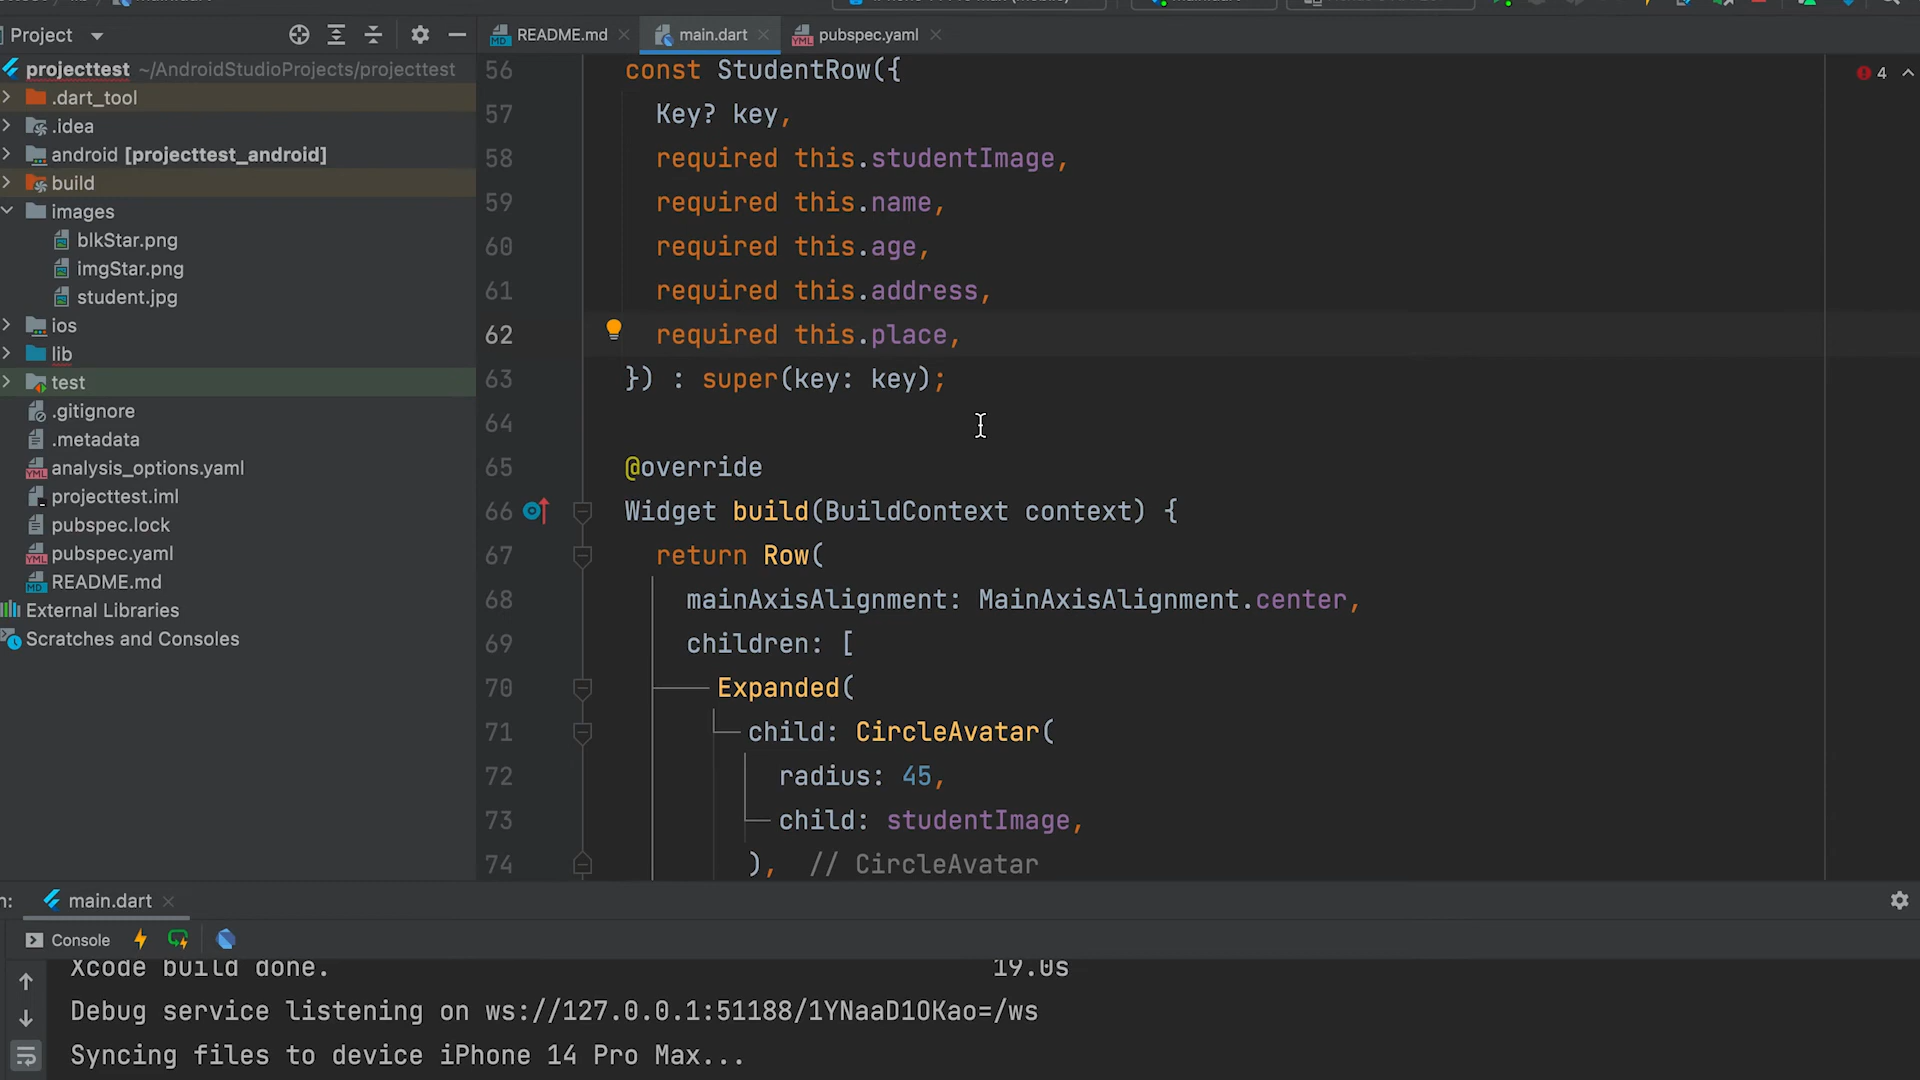 Project
README.md
main.dart
pubspec.yaml
projecttest ~/AndroidStudioProjects/projecttest
.dart_tool
.idea
android [projecttest_android]
build
images
blkStar.png
imgStar.png
student.jpg
ios
lib
test
.gitignore
.metadata
analysis_options.yaml
projecttest.iml
pubspec.lock
pubspec.yaml
README.md
External Libraries
Scratches and Consoles
4
56 const StudentRow({
57 Key? key,
58 required this.studentImage,
59 required this.name,
60 required this.age,
61 required this.address,
62 required this.place,
63 }) : super(key: key);
64
65 @override
66 Widget build(BuildContext context) {
67 return Row(
68 mainAxisAlignment: MainAxisAlignment.center,
69 children: [
70 Expanded(
71 child: CircleAvatar(
72 radius: 45,
73 child: studentImage,
74 ), // CircleAvatar
main.dart
Console
Xcode build done. 19.0s
Debug service listening on ws://127.0.0.1:51188/1YNaaD1OKao=/ws
Syncing files to device iPhone 14 Pro Max...